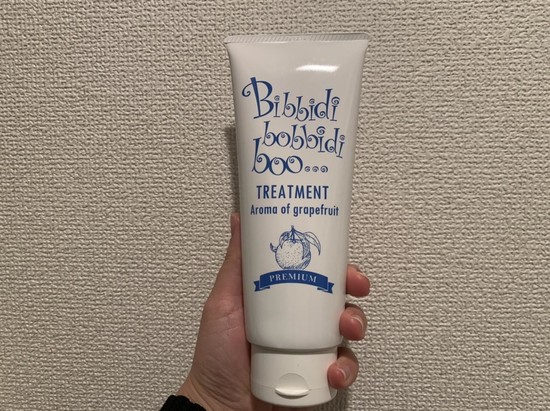 Bibbidi
bobbidi
boo...
TREATMENT
Aroma of grapefruit
PREMIUM